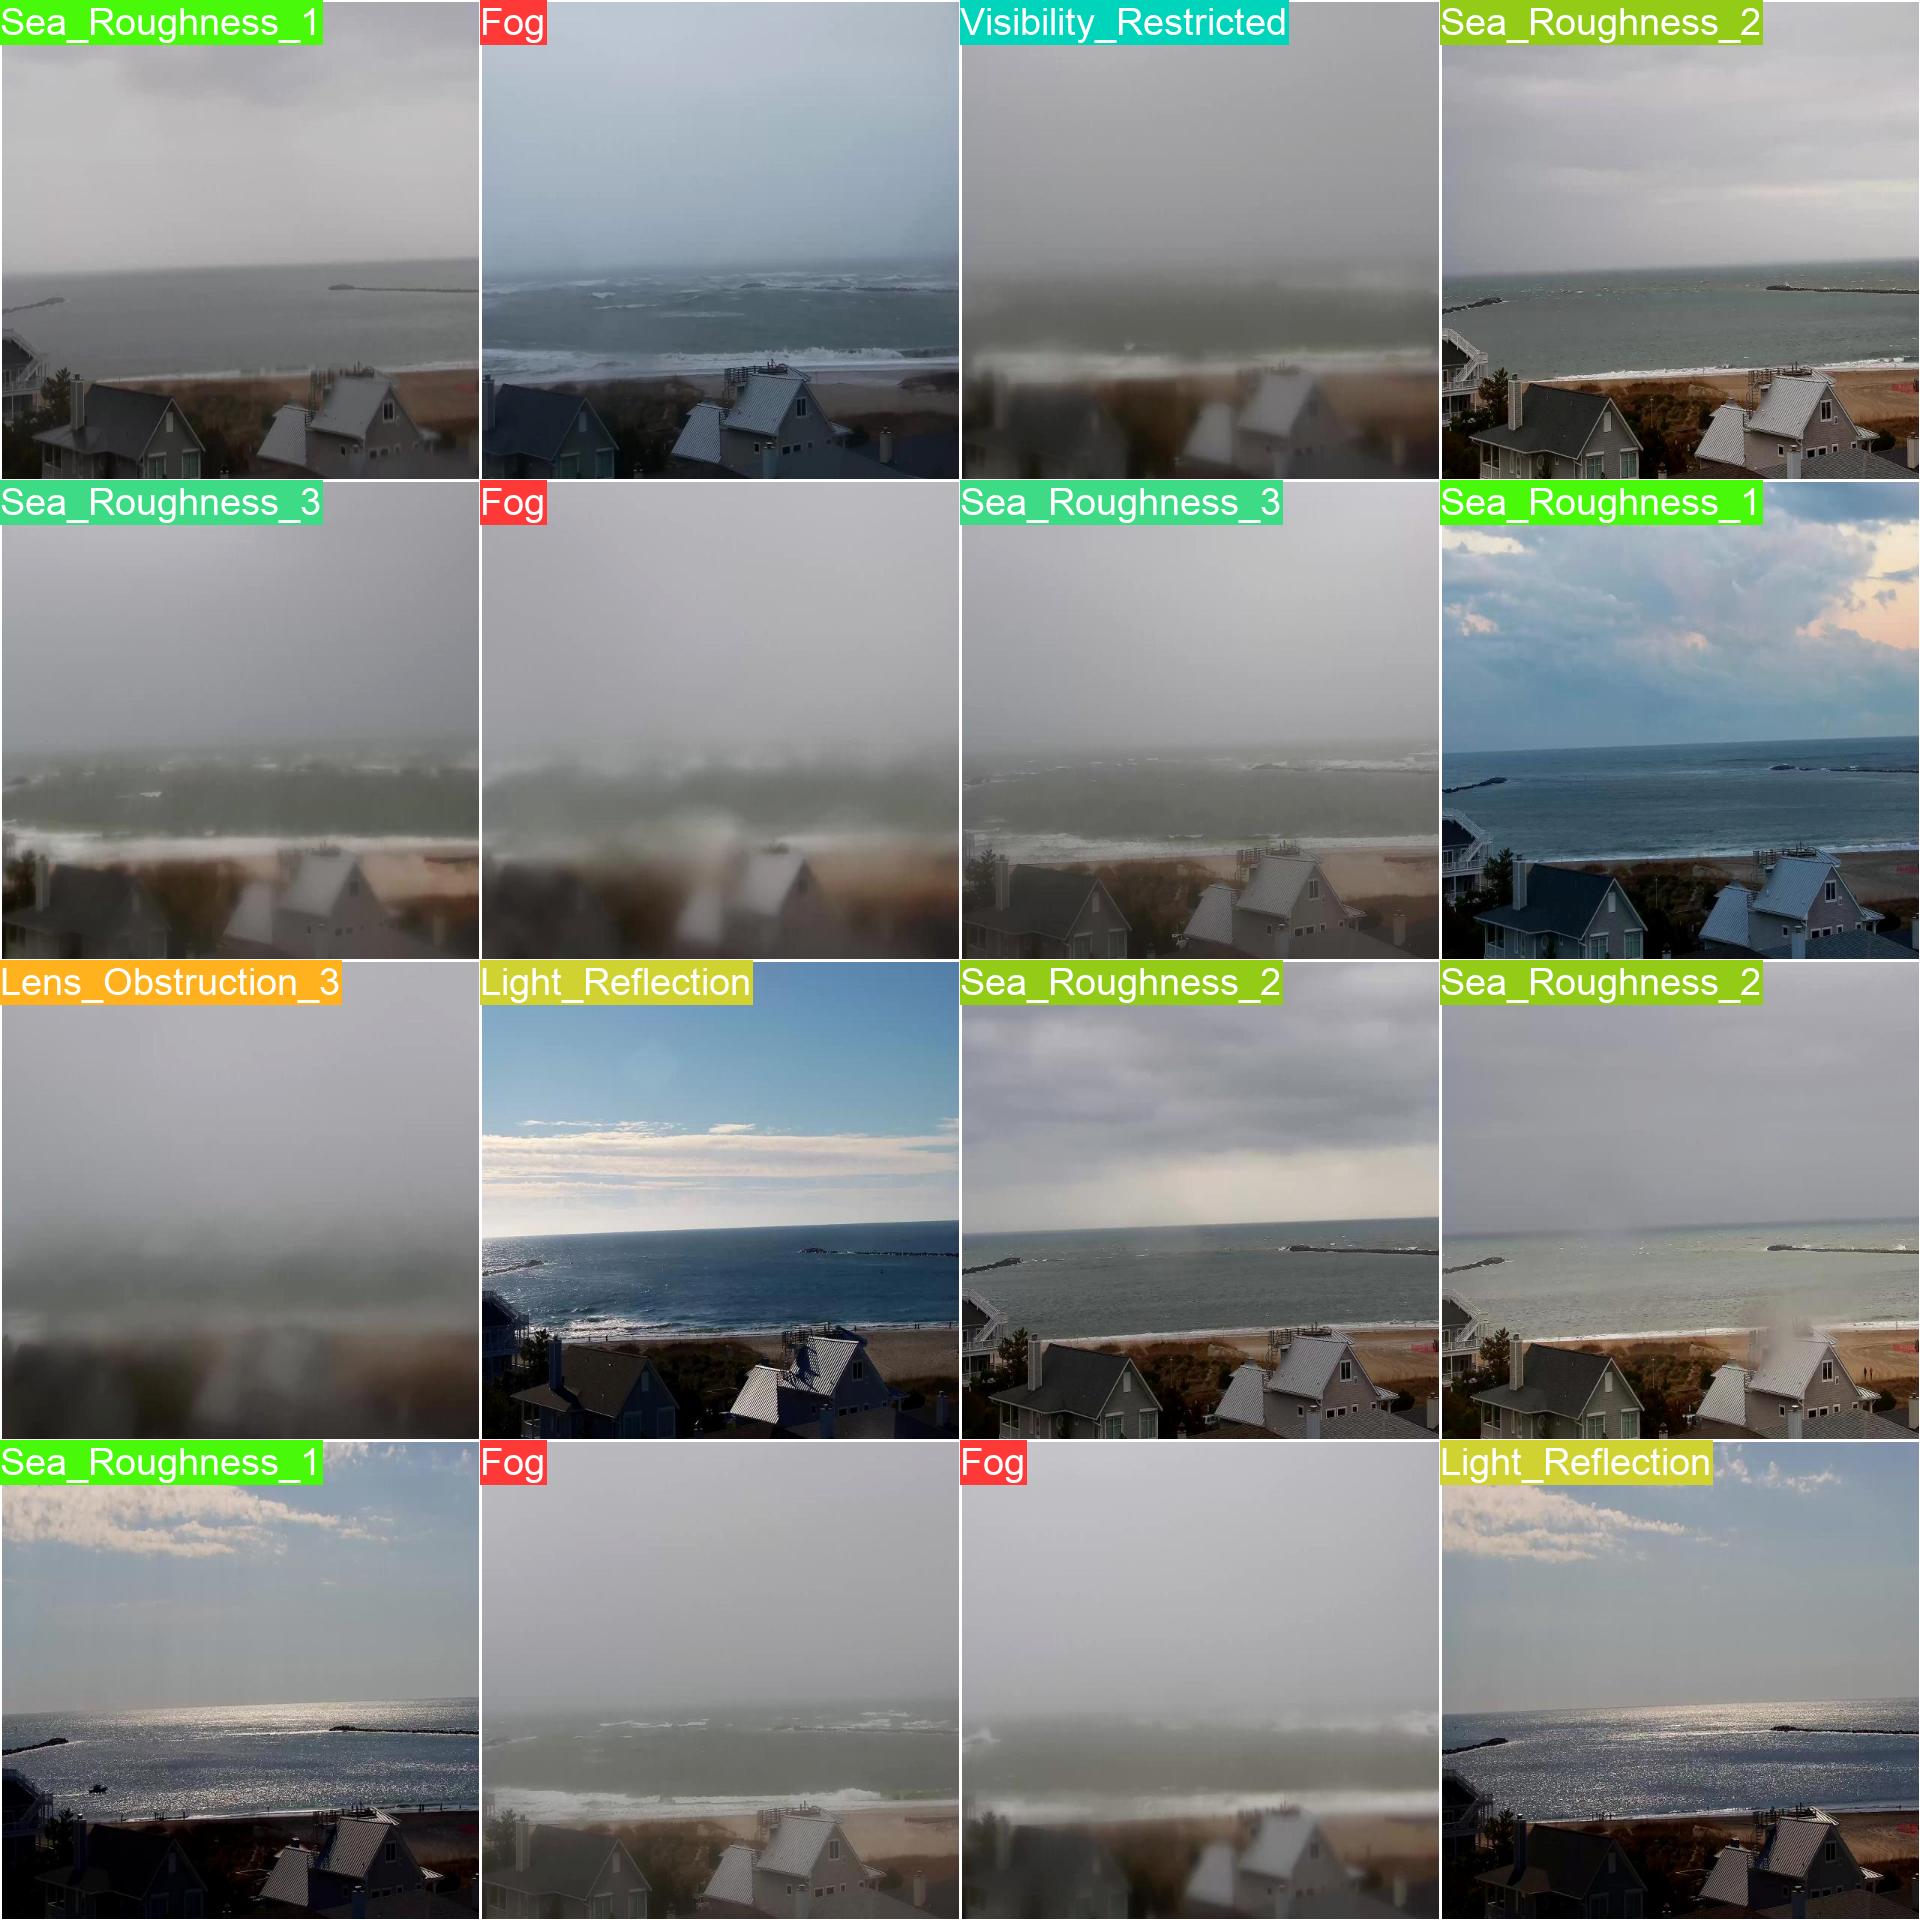 Sea_Roughness_1
Fog
Visibility_Restricted
Sea_Roughness_2
Sea_Roughness_3
Fog
Sea_Roughness_3
Sea_Roughness_1
Lens_Obstruction_3
Light_Reflection
Sea_Roughness_2
Sea_Roughness_2
Sea_Roughness_1
Fog
Fog
Light_Reflection